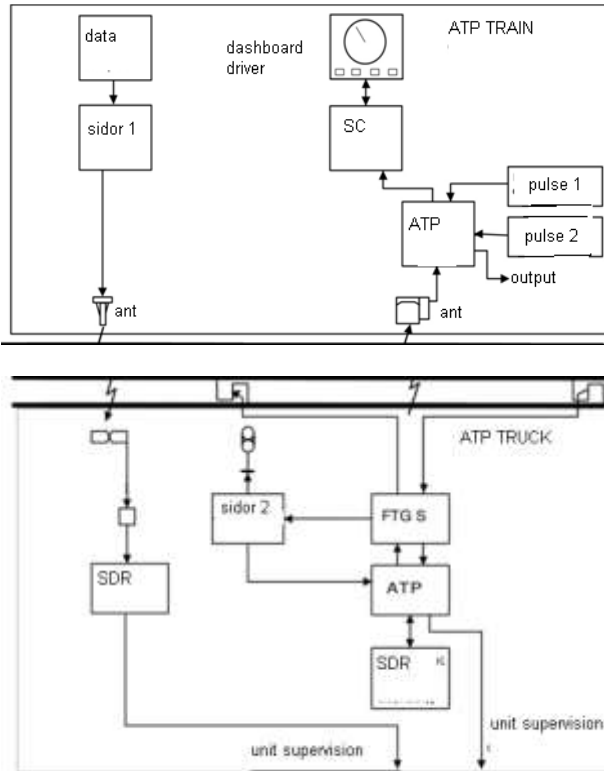 data
dashboard
driver
ATP TRAIN
sidor 1
SC
pulse 1
ATP
pulse 2
output
ant
ant
ATP TRUCK
sidor 2
FTG S
SDR
ATP
SDR
unit supervision
unit supervision